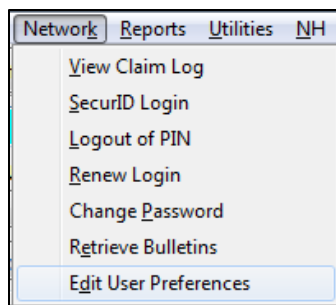 Network Reports Utilities NH
View Claim Log
SecurID Login
Logout of PIN
Renew Login
Change Password
Retrieve Bulletins
Edit User Preferences